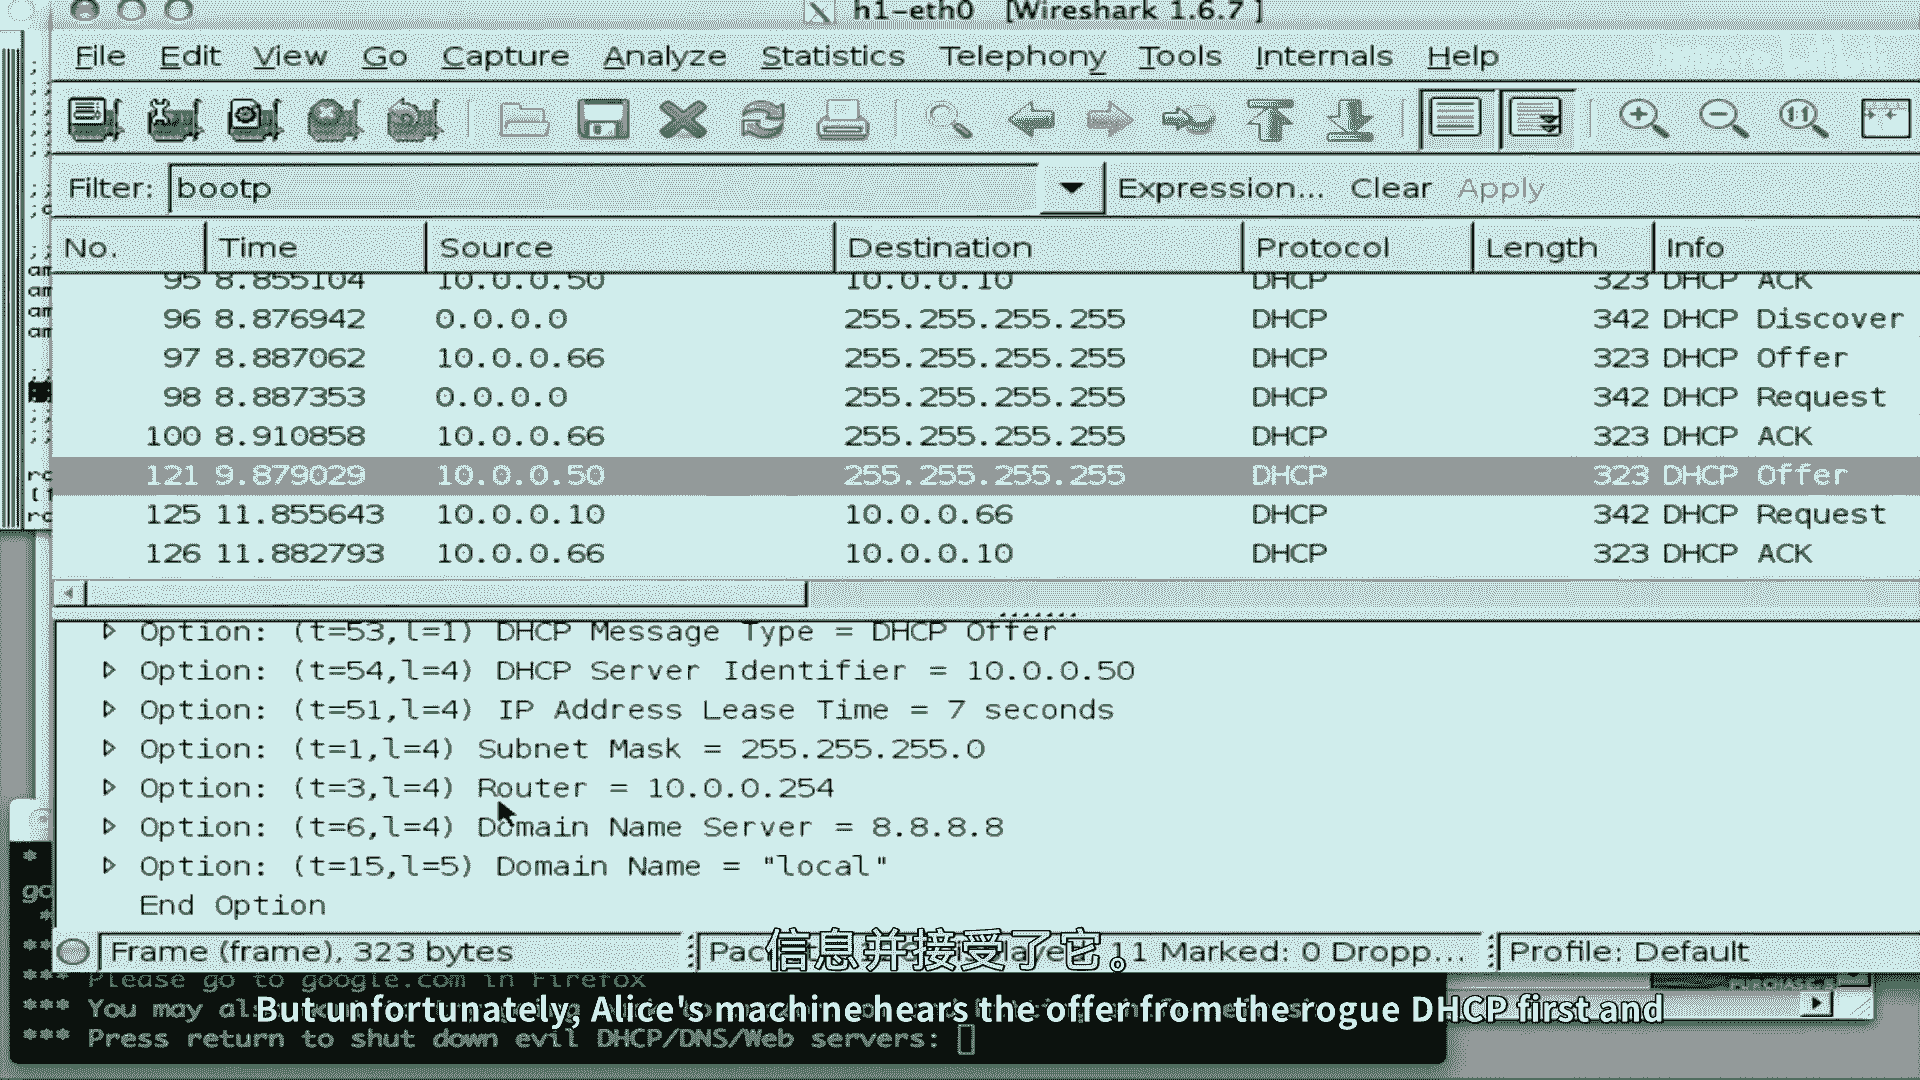 h1-eth0 [Wireshark 1.6.7 ]
File Edit View Go Capture Analyze Statistics Telephony Tools Internals Help
Filter: bootp Expression... Clear Apply
No. Time Source Destination Protocol Length Info
95 8.855104 10.0.0.50 10.0.0.10 DHCP 323 DHCP ACK
96 8.876942 0.0.0.0 255.255.255.255 DHCP 342 DHCP Discover
97 8.887062 10.0.0.66 255.255.255.255 DHCP 323 DHCP Offer
98 8.887353 0.0.0.0 255.255.255.255 DHCP 342 DHCP Request
100 8.910858 10.0.0.66 255.255.255.255 DHCP 323 DHCP ACK
121 9.879029 10.0.0.50 255.255.255.255 DHCP 323 DHCP Offer
125 11.855643 10.0.0.10 10.0.0.66 DHCP 342 DHCP Request
126 11.882793 10.0.0.66 10.0.0.10 DHCP 323 DHCP ACK
Option: (t=53,l=1) DHCP Message Type = DHCP Offer
Option: (t=54,l=4) DHCP Server Identifier = 10.0.0.50
Option: (t=51,l=4) IP Address Lease Time = 7 seconds
Option: (t=1,l=4) Subnet Mask = 255.255.255.0
Option: (t=3,l=4) Router = 10.0.0.254
Option: (t=6,l=4) Domain Name Server = 8.8.8.8
Option: (t=15,l=5) Domain Name = "local"
End Option
Frame (frame), 323 bytes 11 Marked: 0 Dropp... Profile: Default
信息并接受了它。
*** Please go to google.com in Firefox
*** You may al
But unfortunately, Alice's machine hears the offer from the rogue DHCP first and
*** Press return to shut down evil DHCP/DNS/Web servers: